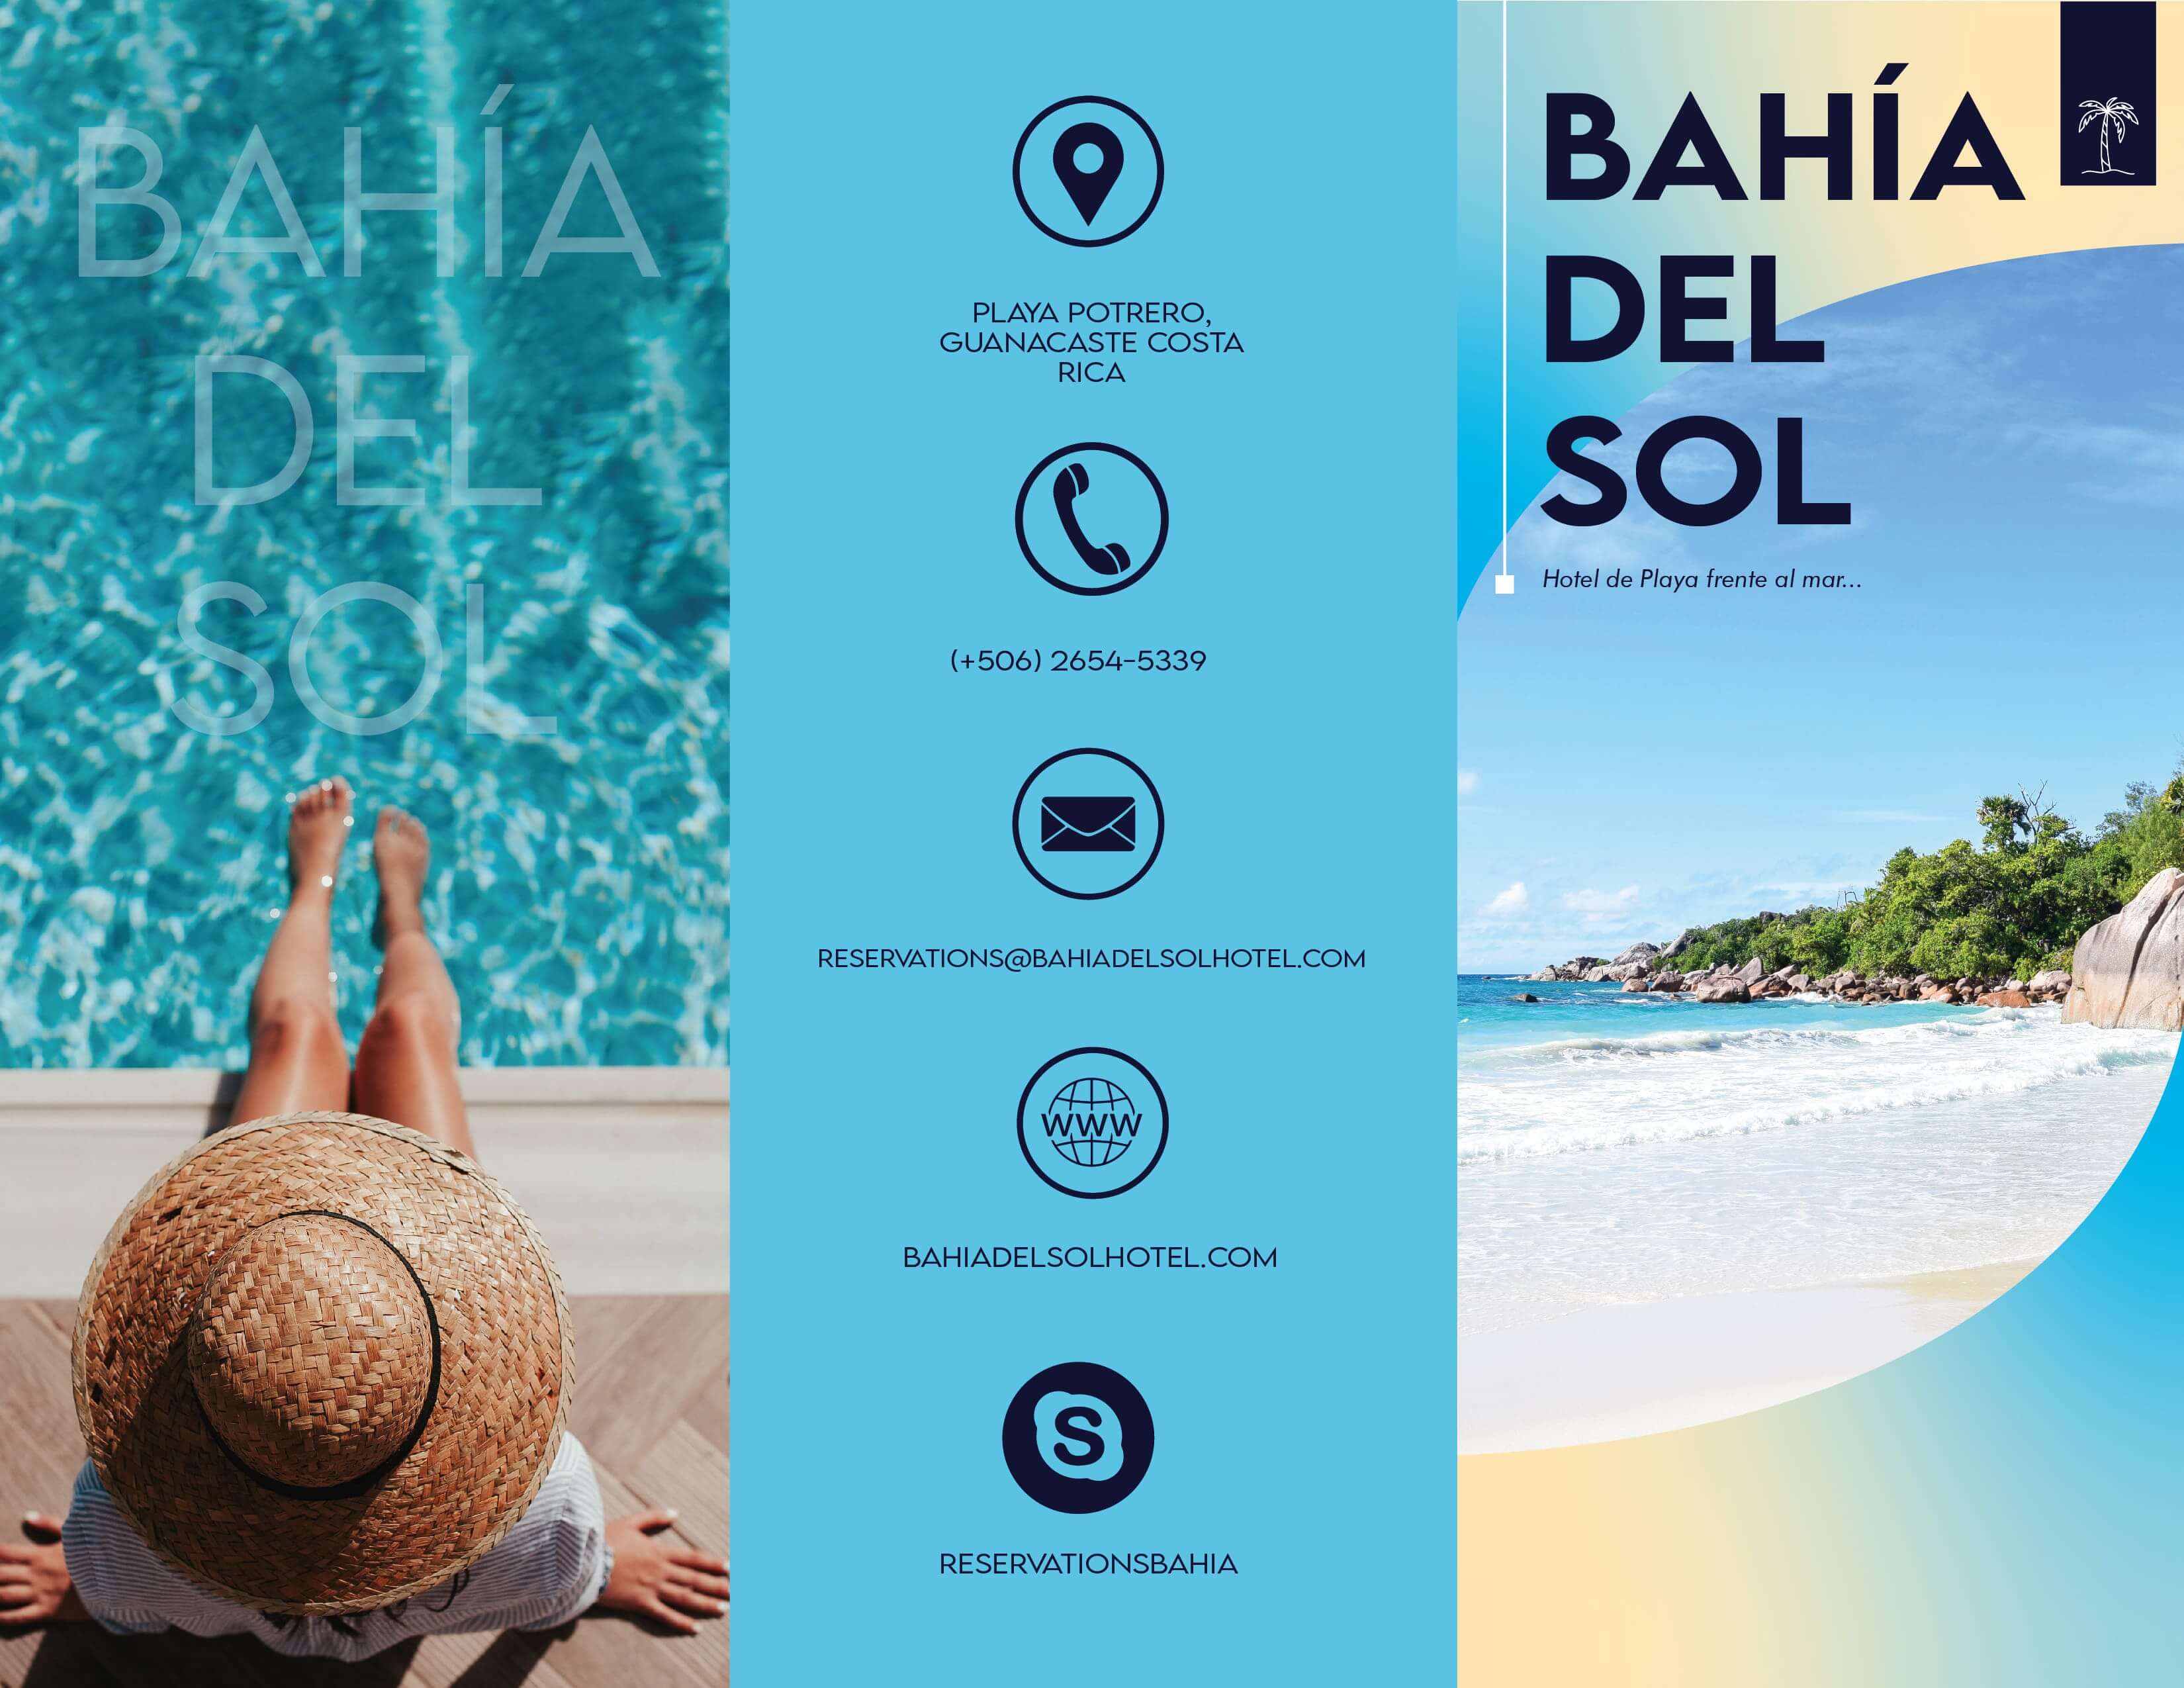 BAHÍA
DEL
SOL
PLAYA POTRERO,
GUANACASTE COSTA
RICA
(+506) 2654-5339
RESERVATIONS@BAHIADELSOLHOTEL.COM
WWW
BAHIADELSOLHOTEL.COM
S
RESERVATIONSBAHIA
BAHÍA
DEL
SOL
Hotel de Playa frente al mar...